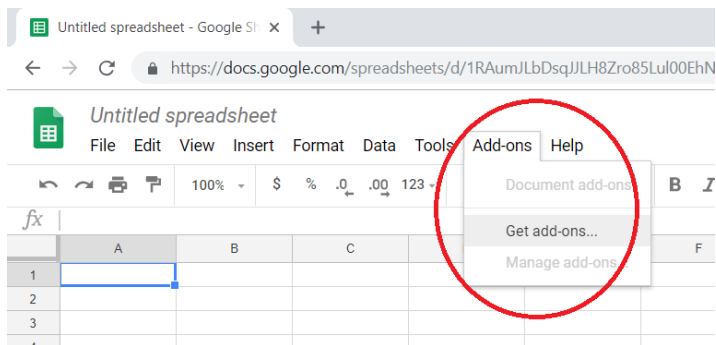 Untitled spreadsheet - Google Sh
https://docs.google.com/spreadsheets/d/1RAumJLbDsqJJLH8Zro85Lul00EhN
Untitled spreadsheet
File Edit View Insert Format Data Tools Add-ons Help
100% $ % .0 .00 123 B I
Document add-ons
fx
Get add-ons...
A B C F
Manage add-ons
1
2
3